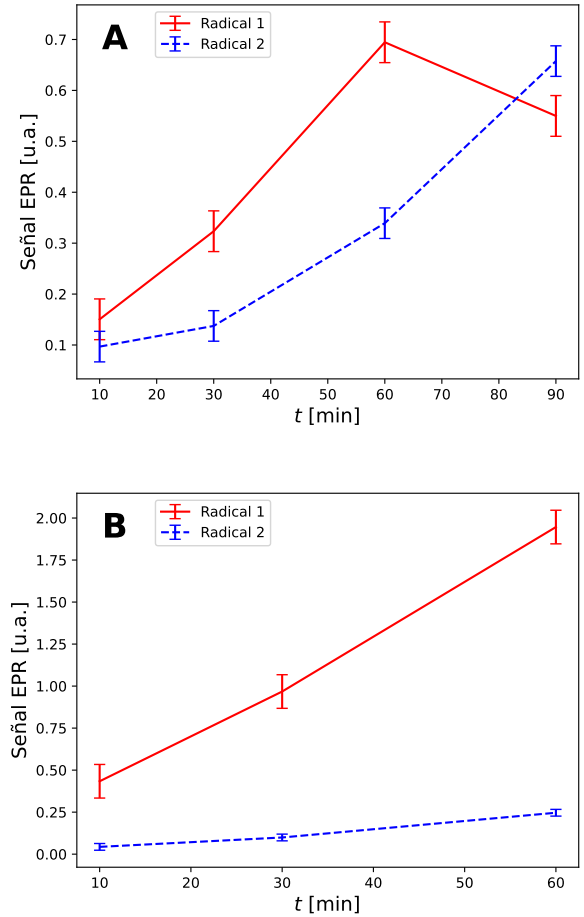 A
Radical 1
Radical 2
Señal EPR [u.a.]
0.7
0.6
0.5
0.4
0.3
0.2
0.1
10 20 30 40 50 60 70 80 90
t [min]
B
Radical 1
Radical 2
Señal EPR [u.a.]
2.00
1.75
1.50
1.25
1.00
0.75
0.50
0.25
0.00
10 20 30 40 50 60
t [min]